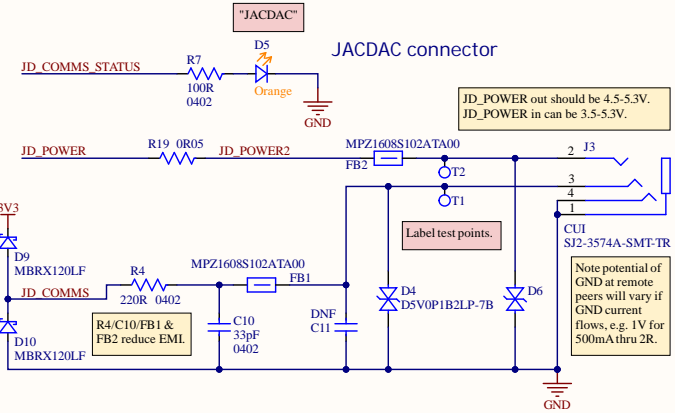 "JACDAC"
JACDAC connector
D5
R7
JD_COMMS_STATUS
100R
0402
Orange
GND
JD_POWER out should be 4.5-5.3V.
JD_POWER in can be 3.5-5.3V.
R19 0R05
MPZ1608S102ATA00
J3
JD_POWER
JD_POWER2
2
FB2
T2
3
4
T1
1
3V3
Label test points.
CUI
SJ2-3574A-SMT-TR
D9
MBRX120LF
R4
MPZ1608S102ATA00
FB1
JD_COMMS
220R 0402
D4
D5V0P1B2LP-7B
D6
Note potential of
GND at remote
peers will vary if
GND current
flows, e.g. 1V for
500mA thru 2R.
R4/C10/FB1 &
FB2 reduce EMI.
C10
33pF
0402
DNF
C11
D10
MBRX120LF
GND